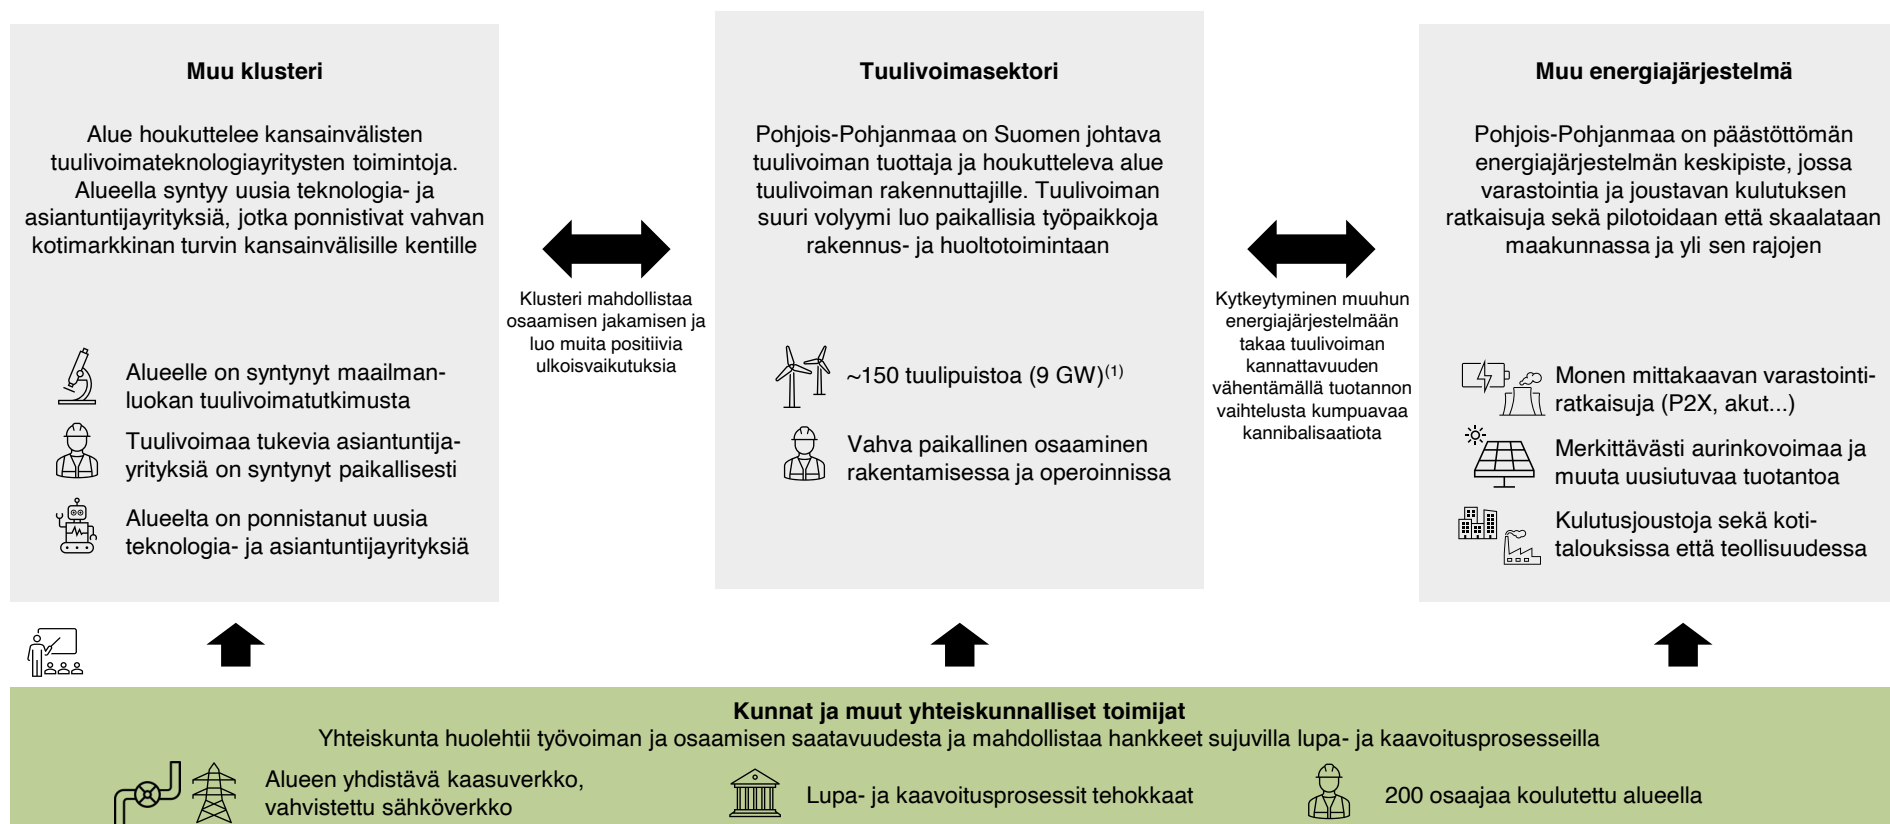 Muu klusteri
Alue houkuttelee kansainvälisten
tuulivoimateknologiayritysten toimintoja.
Alueella syntyy uusia teknologia- ja
asiantuntijayrityksiä, jotka ponnistivat vahvan
kotimarkkinan turvin kansainvälisille kentille
Alueelle on syntynyt maailman-
luokan tuulivoimatutkimusta
Tuulivoimaa tukevia asiantuntija-
yrityksiä on syntynyt paikallisesti
Alueelta on ponnistanut uusia
teknologia- ja asiantuntijayrityksiä
Klusteri mahdollistaa
osaamisen jakamisen ja
luo muita positiivia
ulkoisvaikutuksia
Tuulivoimasektori
Pohjois-Pohjanmaa on Suomen johtava
tuulivoiman tuottaja ja houkutteleva alue
tuulivoiman rakennuttajille. Tuulivoiman
suuri volyymi luo paikallisia työpaikkoja
rakennus- ja huoltotoimintaan
~150 tuulipuistoa (9 GW)(1)
Vahva paikallinen osaaminen
rakentamisessa ja operoinnissa
Kytkeytyminen muuhun
energiajärjestelmään
takaa tuulivoiman
kannattavuuden
vähentämällä tuotannon
vaihtelusta kumpuavaa
kannibalisaatiota
Muu energiajärjestelmä
Pohjois-Pohjanmaa on päästöttömän
energiajärjestelmän keskipiste, jossa
varastointia ja joustavan kulutuksen
ratkaisuja sekä pilotoidaan että skaalataan
maakunnassa ja yli sen rajojen
Monen mittakaavan varastointi-
ratkaisuja (P2X, akut...)
Merkittävästi aurinkovoimaa ja
muuta uusiutuvaa tuotantoa
Kulutusjoustoja sekä koti-
talouksissa että teollisuudessa
Kunnat ja muut yhteiskunnalliset toimijat
Yhteiskunta huolehtii työvoiman ja osaamisen saatavuudesta ja mahdollistaa hankkeet sujuvilla lupa- ja kaavoitusprosesseilla
Alueen yhdistävä kaasuverkko,
vahvistettu sähköverkko
Lupa- ja kaavoitusprosessit tehokkaat
200 osaajaa koulutettu alueella